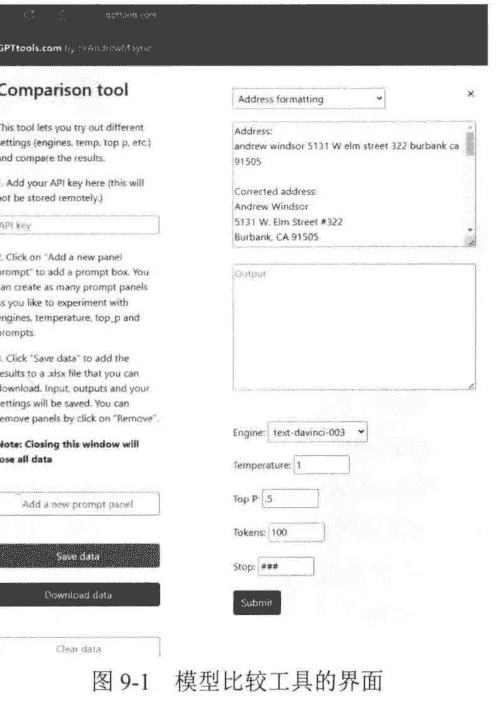 gpttools.com
GPTtools.com by
Comparison tool
This tool lets you try out different
settings (engines, temp, top p, etc.)
and compare the results.
1. Add your API key here (this will
not be stored remotely.)
API key
2. Click on "Add a new panel
prompt" to add a prompt box. You
can create as many prompt panels
as you like to experiment with
engines, temperature, top_p and
prompts.
3. Click "Save data" to add the
results to a .xlsx file that you can
download. Input, outputs and your
settings will be saved. You can
remove panels by click on "Remove".
Note: Closing this window will
lose all data
Add a new prompt panel
Save data
Download data
Clear data
Address formatting
×
Address:
andrew windsor 5131 W elm street 322 burbank ca
91505
Corrected address:
Andrew Windsor
5131 W. Elm Street #322
Burbank, CA 91505
Output
Engine: text-davinci-003
Temperature: 1
Top P: .5
Tokens: 100
Stop: ###
Submit
图 9-1 模型比较工具的界面